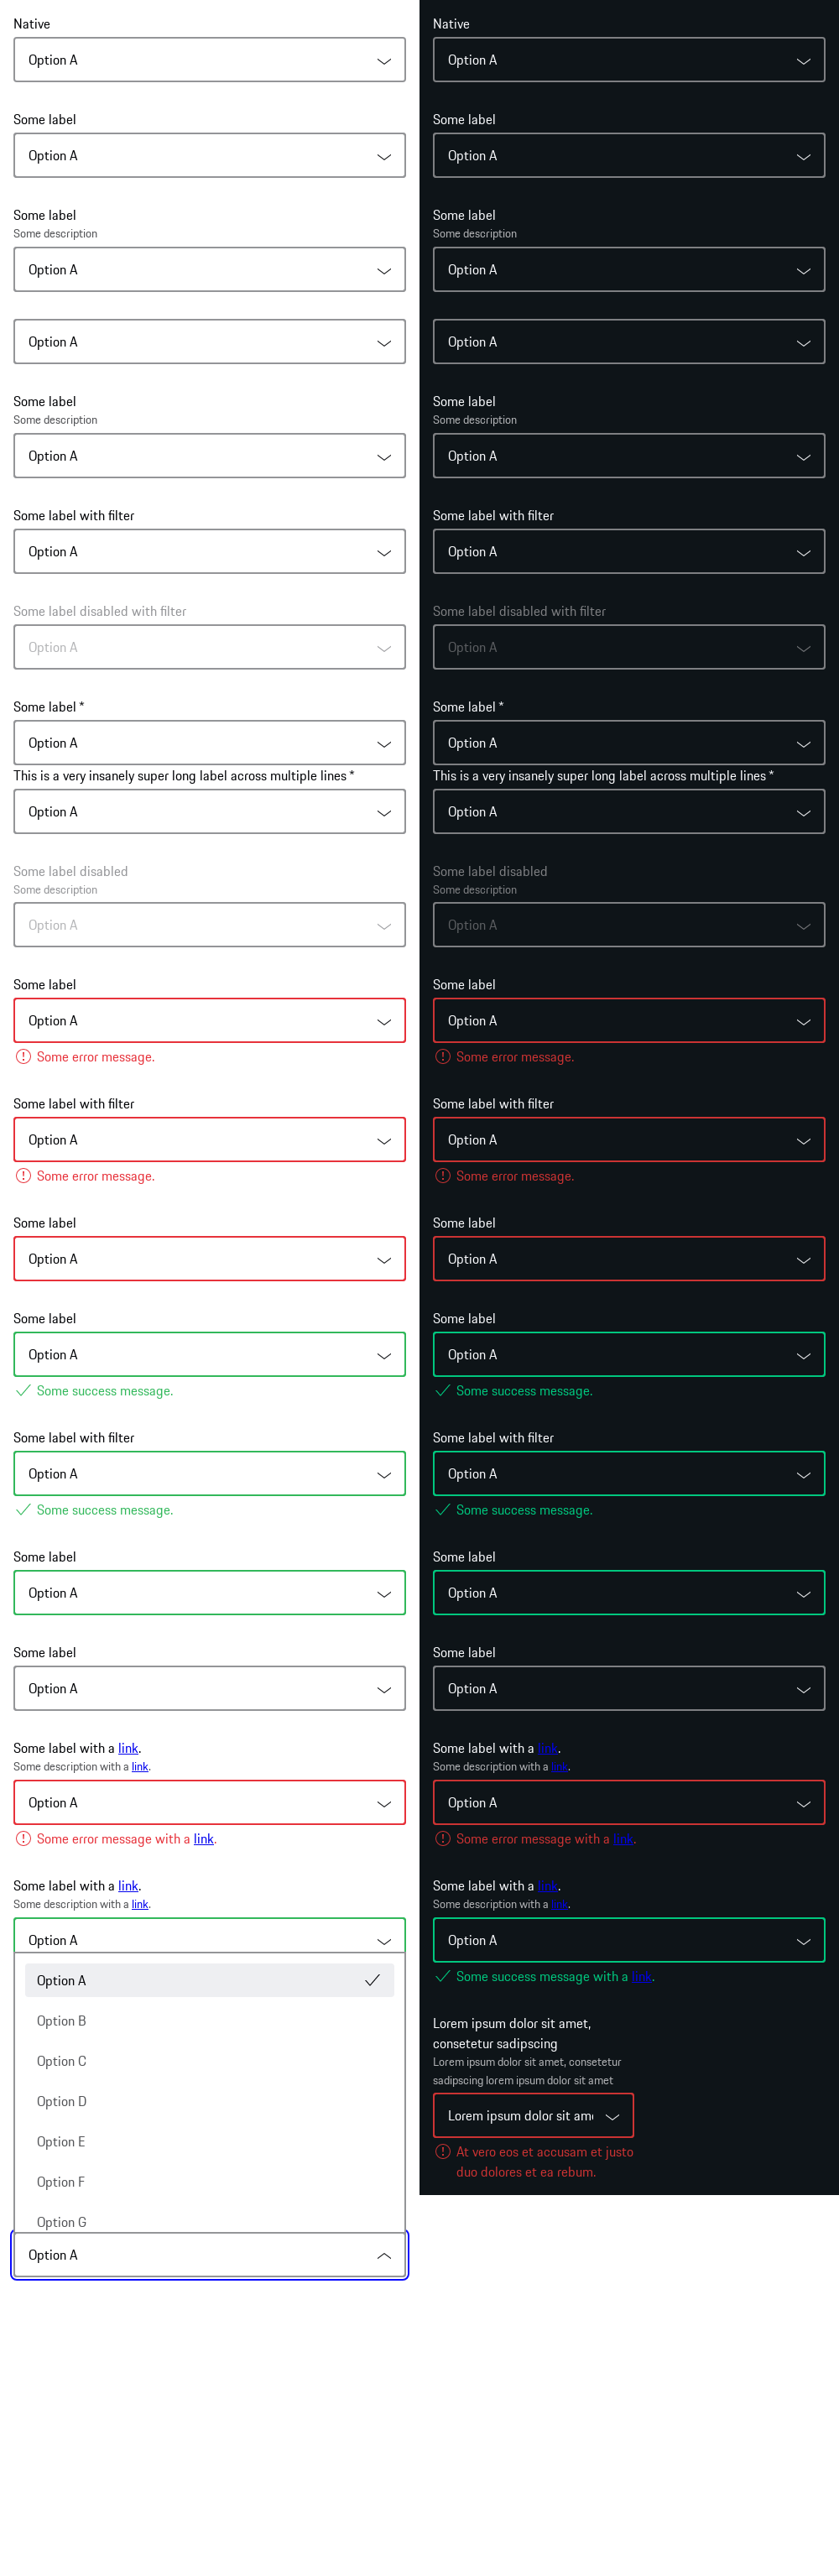 Native
Option A
Some label
Option A
Some label
Some description
Option A
Option A
Some label
Some description
Option A
Some label with filter
Option A
Some label disabled with filter
Option A
Some label *
Option A
This is a very insanely super long label across multiple lines *
Option A
Some label disabled
Some description
Option A
Some label
Option A
Some error message.
Some label with filter
Option A
Some error message.
Some label
Option A
Some label
Option A
Some success message.
Some label with filter
Option A
Some success message.
Some label
Option A
Some label
Option A
Some label with a link.
Some description with a link.
Option A
Some error message with a link.
Some label with a link.
Some description with a link.
Option A
Option A
Option B
Option C
Option D
Option E
Option F
Option G
Option A
Native
Option A
Some label
Option A
Some label
Some description
Option A
Option A
Some label
Some description
Option A
Some label with filter
Option A
Some label disabled with filter
Option A
Some label *
Option A
This is a very insanely super long label across multiple lines *
Option A
Some label disabled
Some description
Option A
Some label
Option A
Some error message.
Some label with filter
Option A
Some error message.
Some label
Option A
Some label
Option A
Some success message.
Some label with filter
Option A
Some success message.
Some label
Option A
Some label
Option A
Some label with a link.
Some description with a link.
Option A
Some error message with a link.
Some label with a link.
Some description with a link.
Option A
Some success message with a link.
Lorem ipsum dolor sit amet,
consetetur sadipscing
Lorem ipsum dolor sit amet, consetetur
sadipscing lorem ipsum dolor sit amet
Lorem ipsum dolor sit am
At vero eos et accusam et justo
duo dolores et ea rebum.